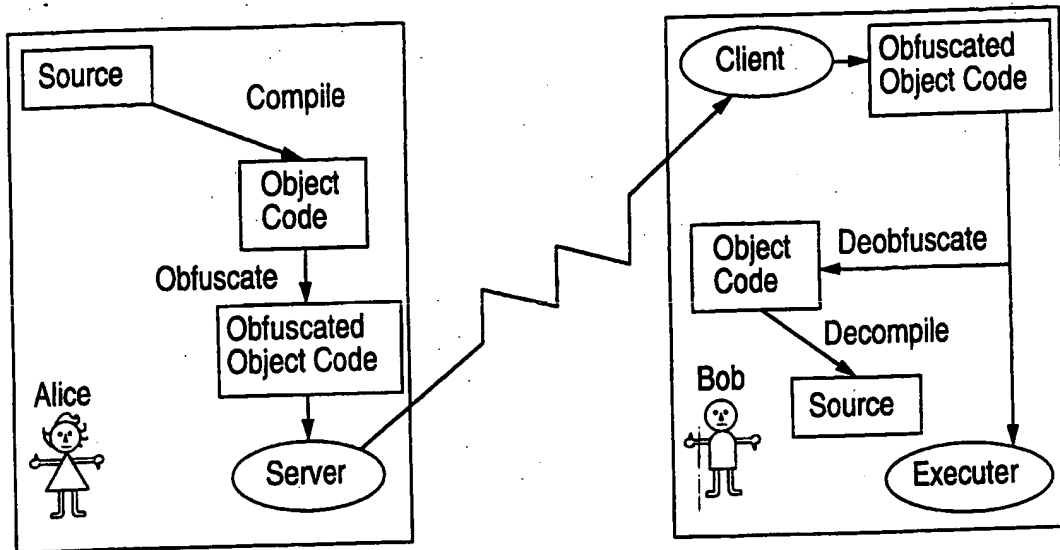 Source
Compile
Object
Code
Obfuscate
Obfuscated
Object Code
Alice
Server
Client
Obfuscated
Object Code
Object
Code
Deobfuscate
Decompile
Bob
Source
Executer